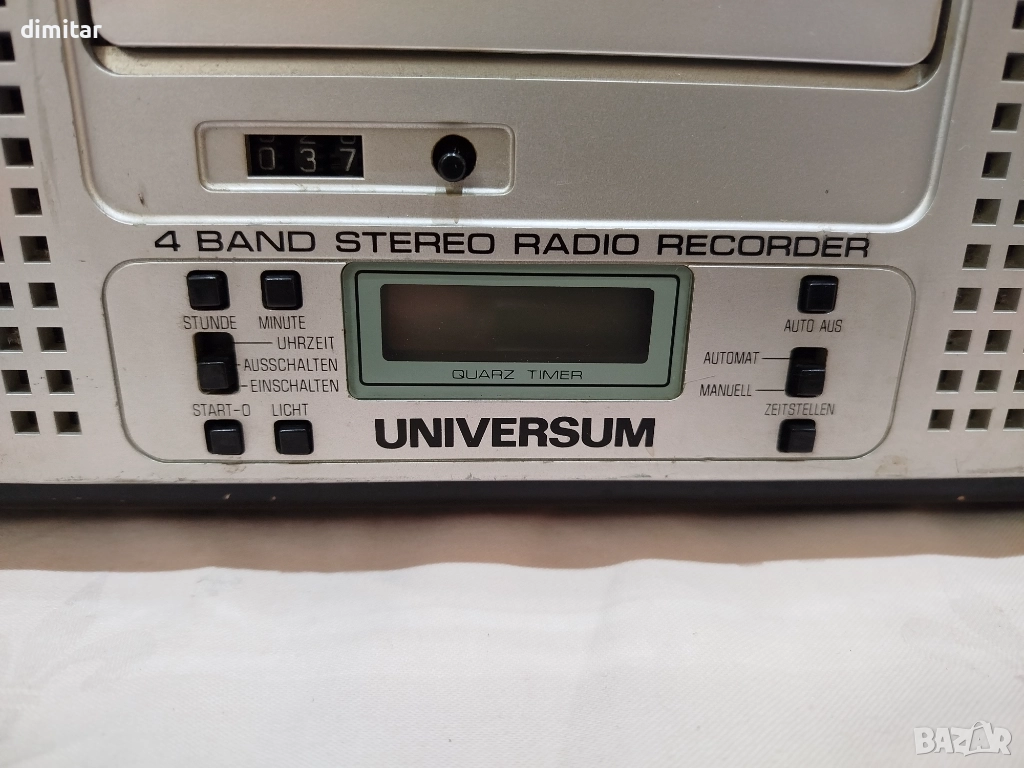 dimitar
037
4 BAND STEREO RADIO RECORDER
STUNDE MINUTE
UHRZEIT
AUSSCHALTEN
EINSCHALTEN
START-0 LICHT
QUARZ TIMER
UNIVERSUM
AUTO AUS
AUTOMAT
MANUELL
ZEITSTELLEN
BAZAR